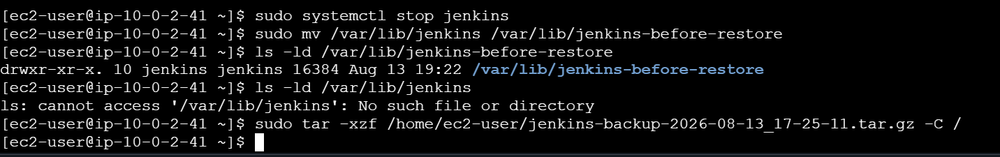 [ec2-user@ip-10-0-2-41 ~]$ sudo systemctl stop jenkins
[ec2-user@ip-10-0-2-41 ~]$ sudo mv /var/lib/jenkins /var/lib/jenkins-before-restore
[ec2-user@ip-10-0-2-41 ~]$ ls -ld /var/lib/jenkins-before-restore
drwxr-xr-x. 10 jenkins jenkins 16384 Aug 13 19:22 /var/lib/jenkins-before-restore
[ec2-user@ip-10-0-2-41 ~]$ ls -ld /var/lib/jenkins
ls: cannot access '/var/lib/jenkins': No such file or directory
[ec2-user@ip-10-0-2-41 ~]$ sudo tar -xzf /home/ec2-user/jenkins-backup-2026-08-13_17-25-11.tar.gz -C /
[ec2-user@ip-10-0-2-41 ~]$